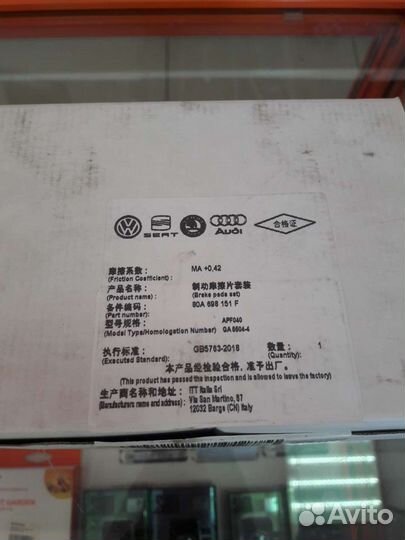 SEAT
Audi
合格证
摩擦系数：
MA +0,42
(Friction Coefficient) :
产品名称：
制动摩擦片套装
(Product name) :
(Brake pads set)
备件编码：
80A 698 151 F
(Part number) :
型号规格：
APF040
(Model Type/Homologation Number)
QA 6604-4
执行标准：
GB5763-2018
数量：
1
(Quantity):
本产品经检验合格，准予出厂。
(This product has passed the inspection and is allowed to leave the factory)
生产商名称和地址：
ITT Italia Srl
(Manufacturers name and address) :
Via San Martino, 87
12032 Barge (CN) Italy
GARDEN
Avito